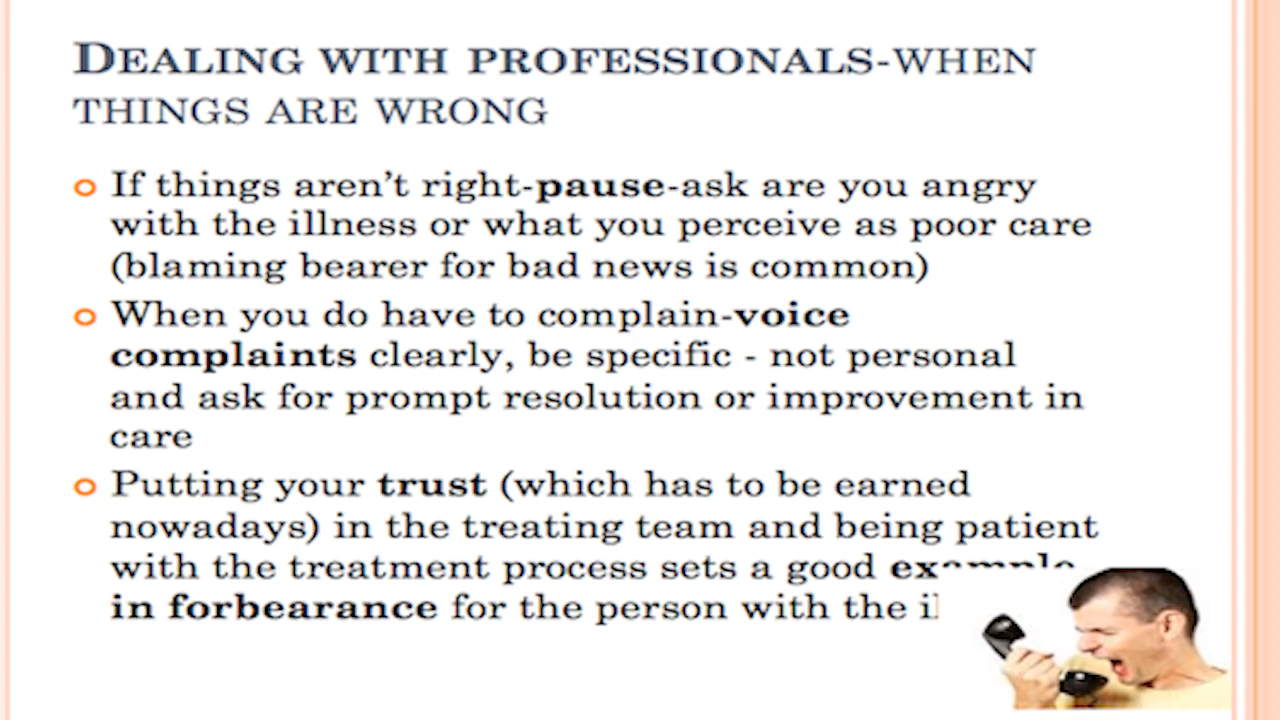 DEALING WITH PROFESSIONALS-WHEN
THINGS ARE WRONG
If things aren't right-pause-ask are you angry
with the illness or what you perceive as poor care
(blaming bearer for bad news is common)
When you do have to complain-voice
complaints clearly, be specific - not personal
and ask for prompt resolution or improvement in
care
Putting your trust (which has to be earned
nowadays) in the treating team and being patient
with the treatment process sets a good example
in forbearance for the person with the